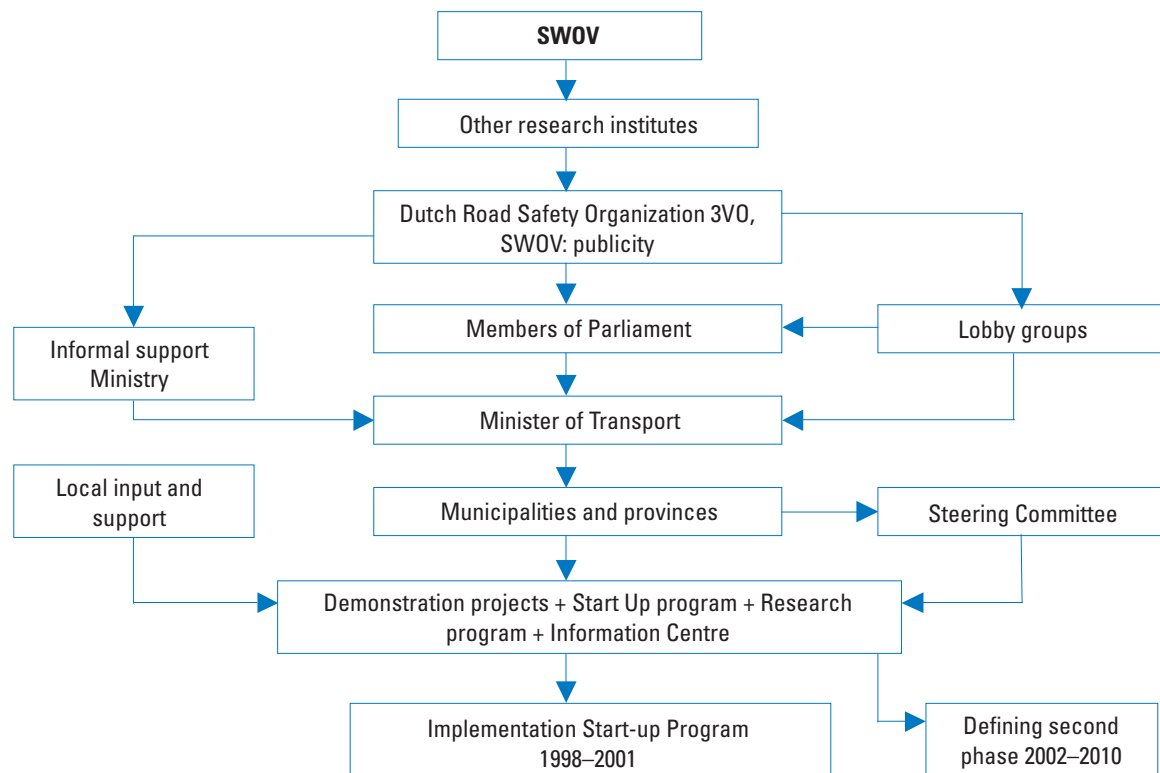 SWOV
Other research institutes
Dutch Road Safety Organization 3VO,
SWOV: publicity
Members of Parliament
Lobby groups
Informal support
Ministry
Minister of Transport
Local input and
support
Municipalities and provinces
Steering Committee
Demonstration projects + Start Up program + Research
program + Information Centre
Implementation Start-up Program
1998–2001
Defining second
phase 2002–2010